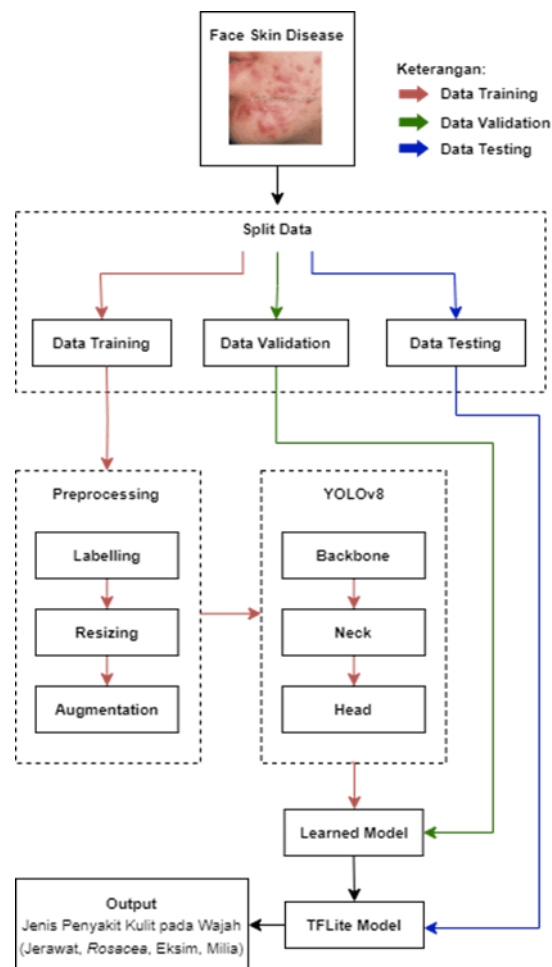 Face Skin Disease
Keterangan:
Data Training
Data Validation
Data Testing
Split Data
Data Training
Data Validation
Data Testing
Preprocessing
Labelling
Resizing
Augmentation
YOLOv8
Backbone
Neck
Head
Learned Model
TFLite Model
Output
Jenis Penyakit Kulit pada Wajah
(Jerawat, Rosacea, Eksim, Milia)